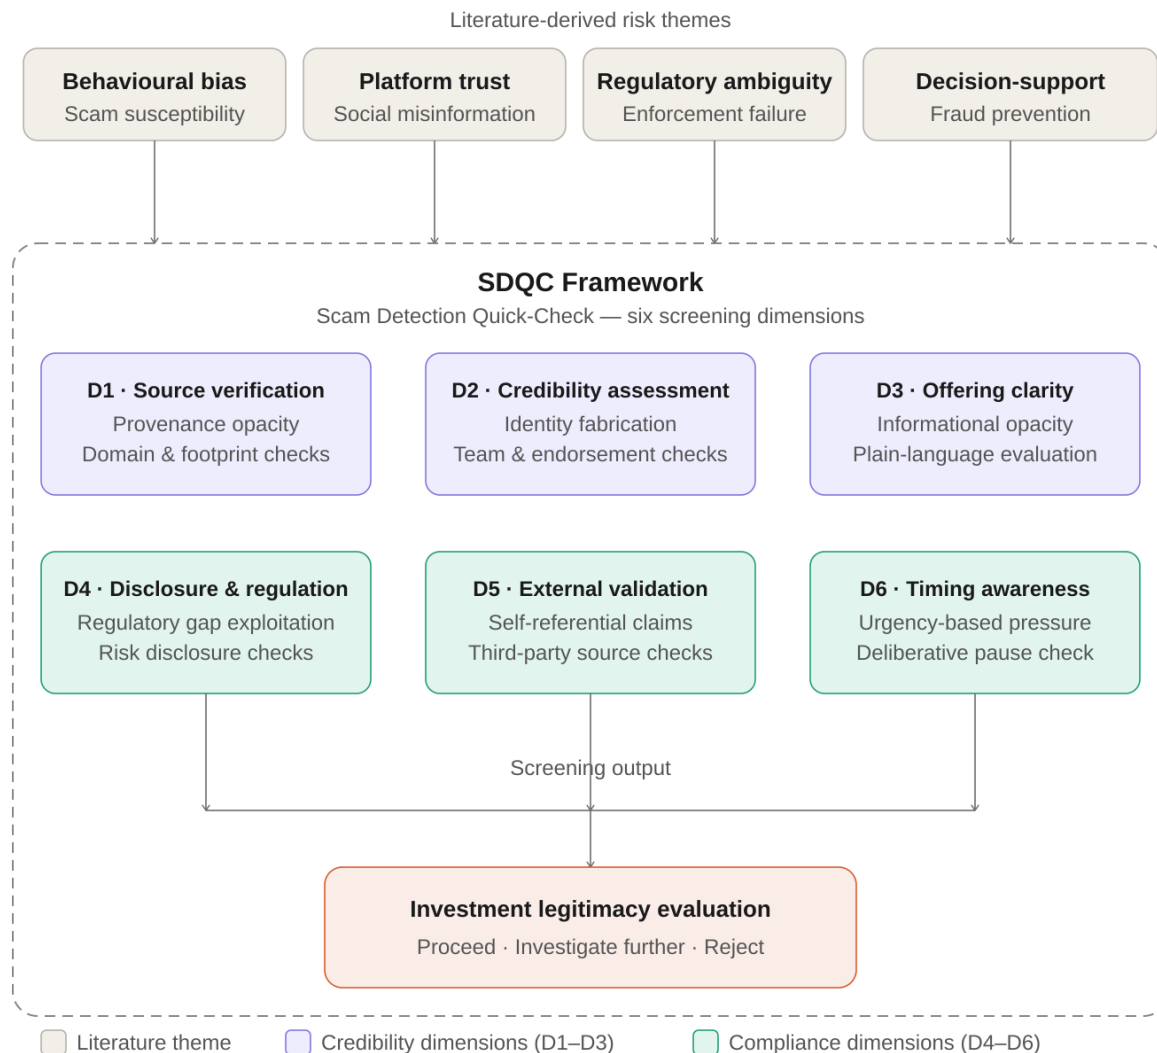 Literature-derived risk themes
Behavioural bias
Scam susceptibility
Platform trust
Social misinformation
Regulatory ambiguity
Enforcement failure
Decision-support
Fraud prevention
SDQC Framework
Scam Detection Quick-Check — six screening dimensions
D1 · Source verification
Provenance opacity
Domain & footprint checks
D2 · Credibility assessment
Identity fabrication
Team & endorsement checks
D3 · Offering clarity
Informational opacity
Plain-language evaluation
D4 · Disclosure & regulation
Regulatory gap exploitation
Risk disclosure checks
D5 · External validation
Self-referential claims
Third-party source checks
D6 · Timing awareness
Urgency-based pressure
Deliberative pause check
Screening output
Investment legitimacy evaluation
Proceed · Investigate further · Reject
Literature theme
Credibility dimensions (D1–D3)
Compliance dimensions (D4–D6)